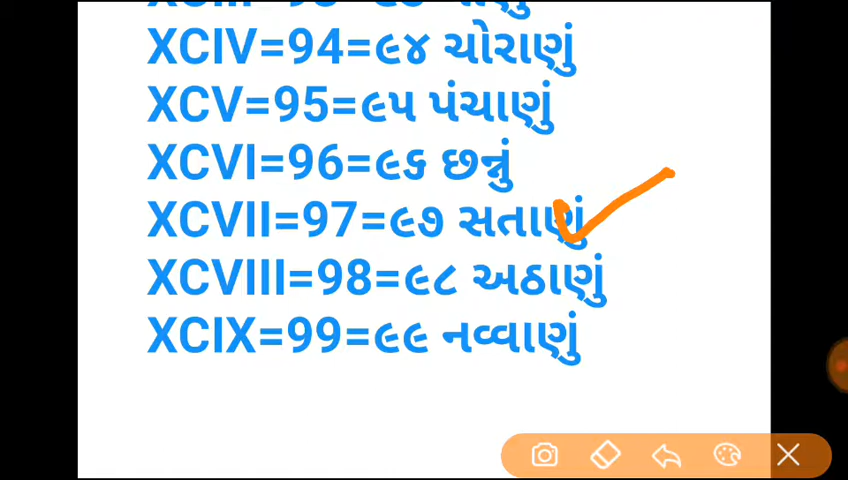 XCIV=94=૯૪ ચોરાણું
XCV=95=૯૫ પંચાણું
XCVI=96=૯૬ છન્નું
XCVII=97=૯૭ સતાણું
XCVIII=98=૯૮ અઠાણું
XCIX=99=૯૯ નવ્વાણું